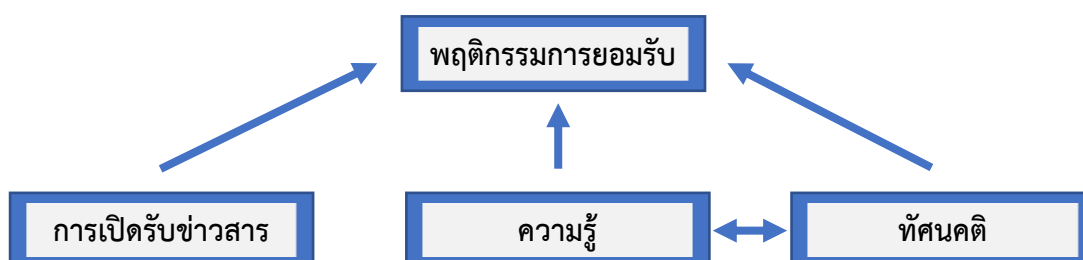 พฤติกรรมการยอมรับ
การเปิดรับข่าวสาร
ความรู้
ทัศนคติ